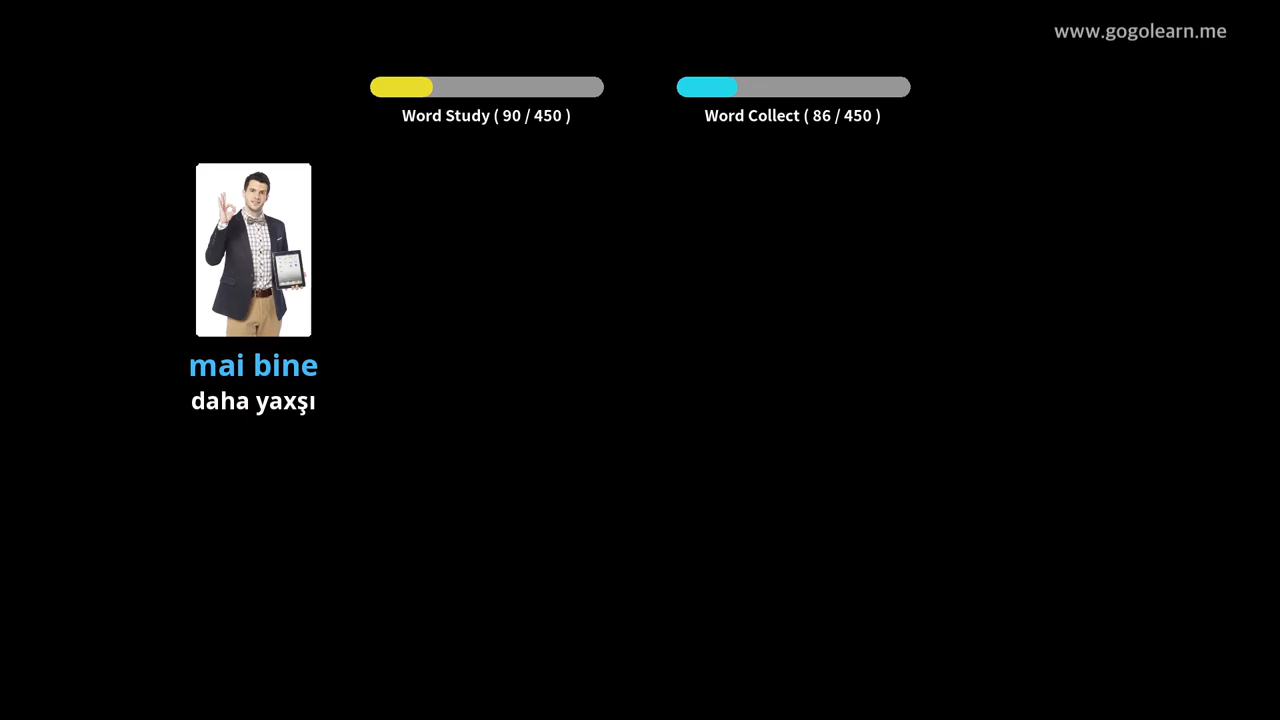 www.gogolearn.me
Word Study ( 90 / 450 )
Word Collect ( 86 / 450 )
mai bine
daha yaxşı